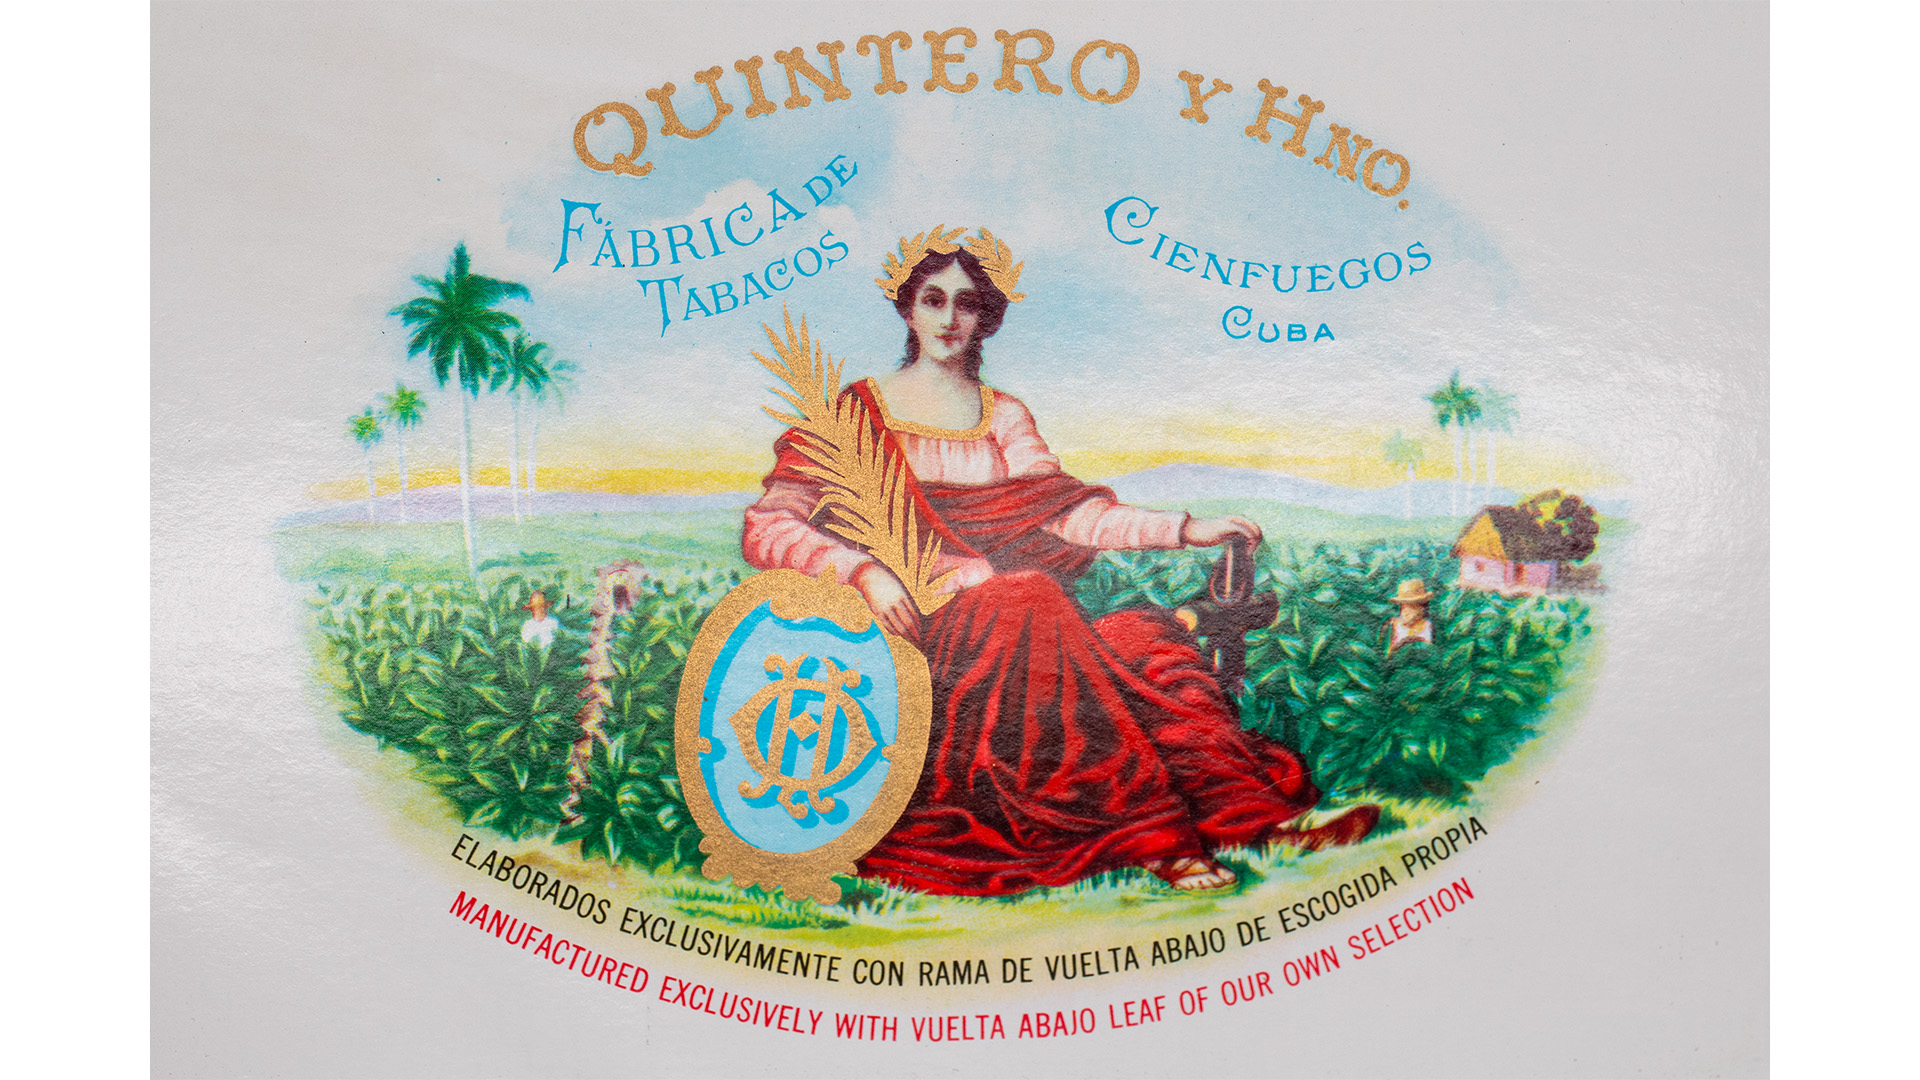 QUINTERO Y HNO.
FÁBRICA DE
TABACOS
CIENFUEGOS
CUBA
ELABORADOS EXCLUSIVAMENTE CON RAMA DE VUELTA ABAJO DE ESCOGIDA PROPIA
MANUFACTURED EXCLUSIVELY WITH VUELTA ABAJO LEAF OF OUR OWN SELECTION